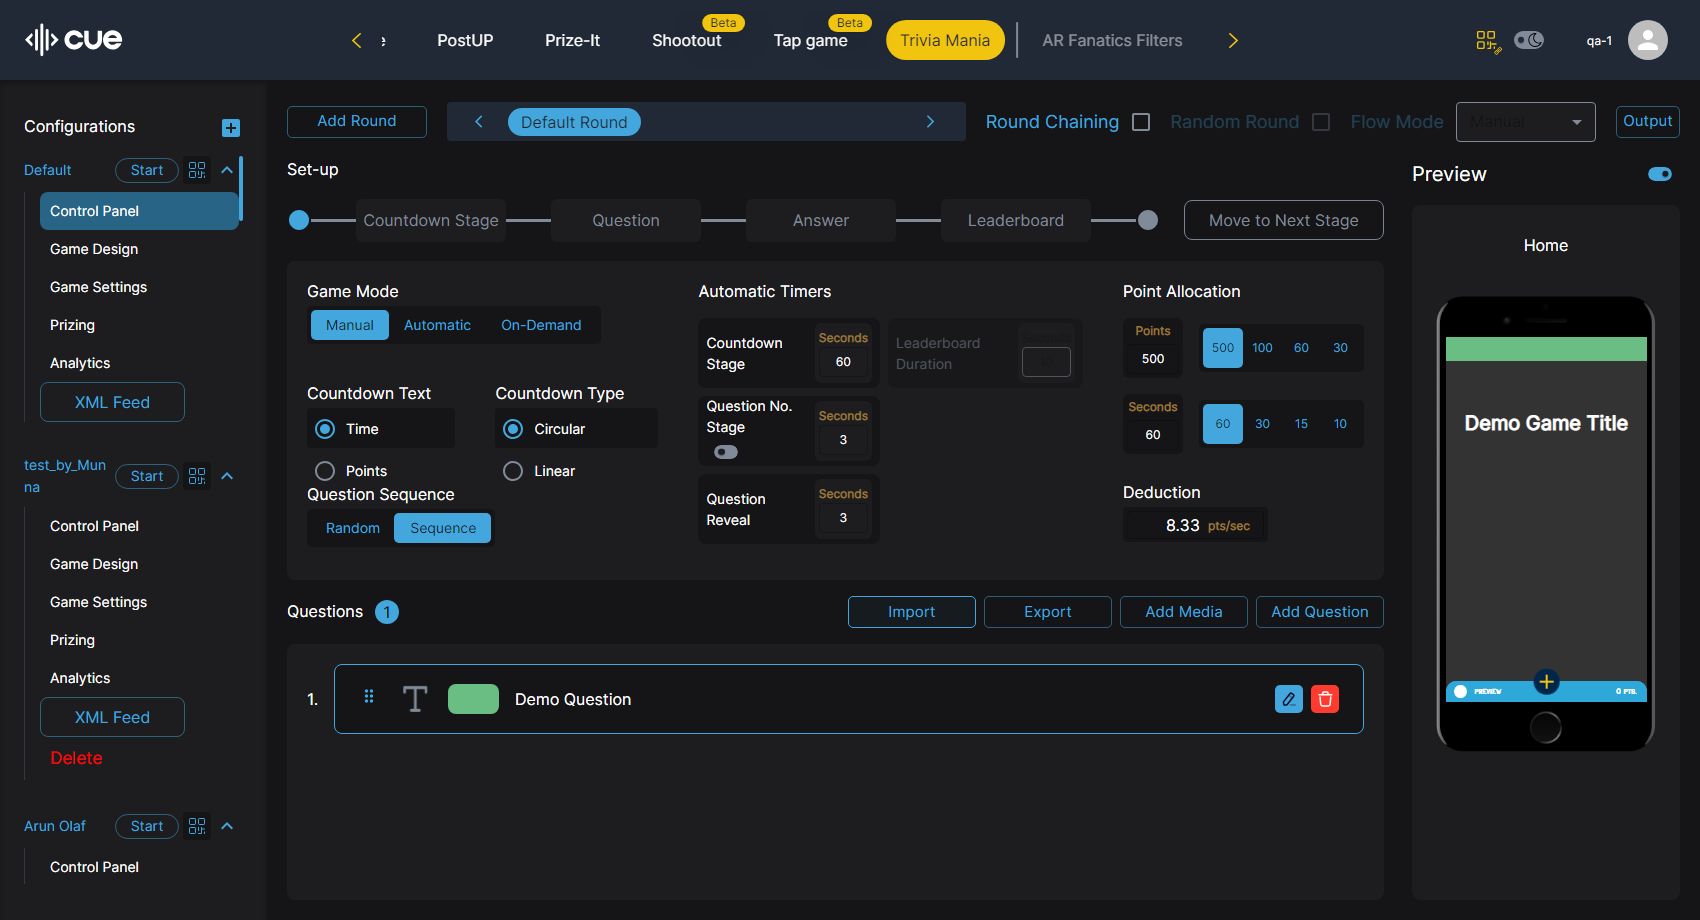 cue
PostUP
Prize-It
Beta
Shootout
Beta
Tap game
Trivia Mania
AR Fanatics Filters
qa-1
Configurations
Default
Start
Control Panel
Game Design
Game Settings
Prizing
Analytics
XML Feed
test_by_Mun
na
Start
Control Panel
Game Design
Game Settings
Prizing
Analytics
XML Feed
Delete
Arun Olaf
Start
Control Panel
Add Round
Default Round
Round Chaining
Random Round
Flow Mode
Manual
Output
Set-up
Countdown Stage
Question
Answer
Leaderboard
Move to Next Stage
Game Mode
Manual
Automatic
On-Demand
Countdown Text
Time
Points
Countdown Type
Circular
Linear
Question Sequence
Random
Sequence
Automatic Timers
Countdown
Stage
Seconds
60
Leaderboard
Duration
Question No.
Stage
Seconds
3
Question
Reveal
Seconds
3
Point Allocation
Points
500
500
100
60
30
Seconds
60
60
30
15
10
Deduction
8.33 pts/sec
Questions 1
Import
Export
Add Media
Add Question
1.
T
Demo Question
Preview
Home
Demo Game Title
PREVIEW
0 PTS.